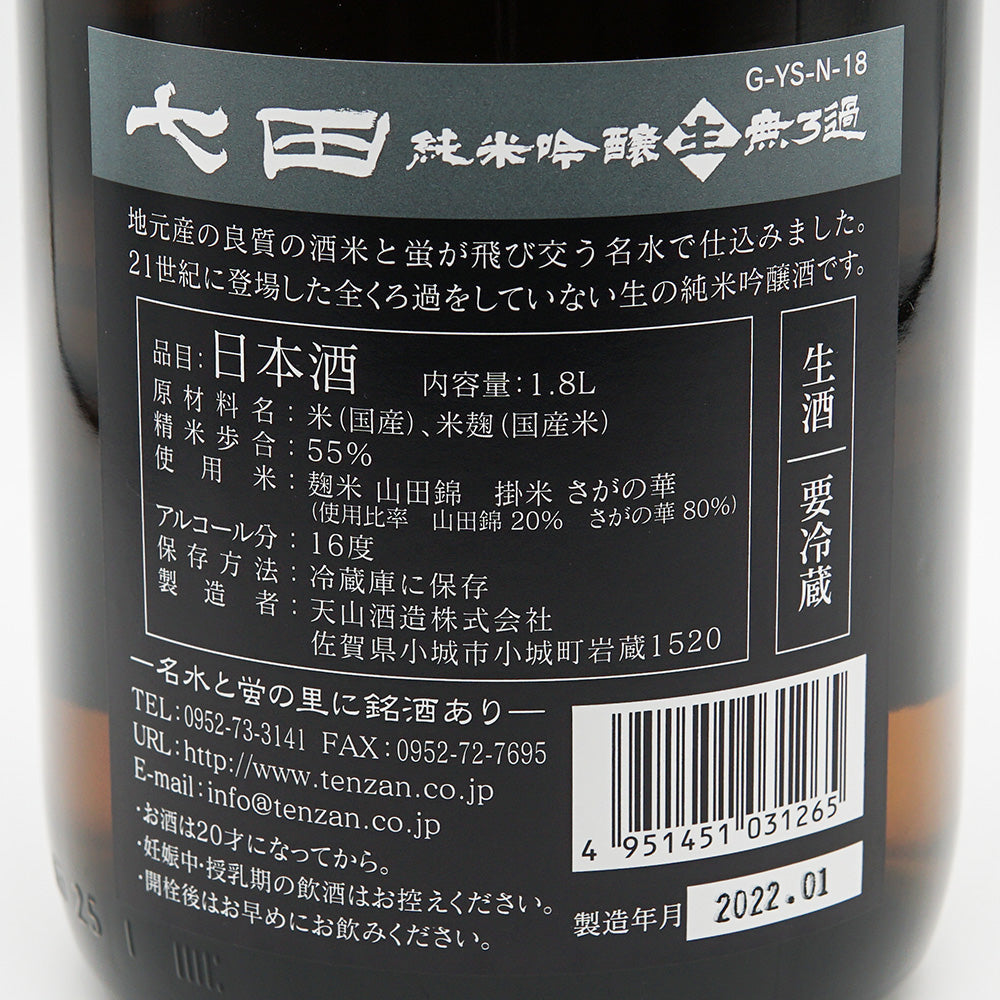 G-YS-N-18
七田 純米吟醸 生 無ろ過
地元産の良質の酒米と蛍が飛び交う名水で仕込みました。
21世紀に登場した全くろ過をしていない生の純米吟醸酒です。
品目:日本酒 内容量:1.8L
原材料名:米(国産)、米麹(国産米)
精米歩合:55%
使用米:麹米 山田錦 掛米 さがの華
(使用比率 山田錦 20% さがの華 80%)
アルコール分:16度
保存方法:冷蔵庫に保存
製造者:天山酒造株式会社
佐賀県小城市小城町岩蔵1520
生酒 要冷蔵
―名水と蛍の里に銘酒あり―
TEL:0952-73-3141 FAX:0952-72-7695
URL:http://www.tenzan.co.jp
E-mail:info@tenzan.co.jp
・お酒は20才になってから。
・妊娠中・授乳期の飲酒はお控えください。
・開栓後はお早めにお飲みください。
4 951451 031265
製造年月 2022.01
25